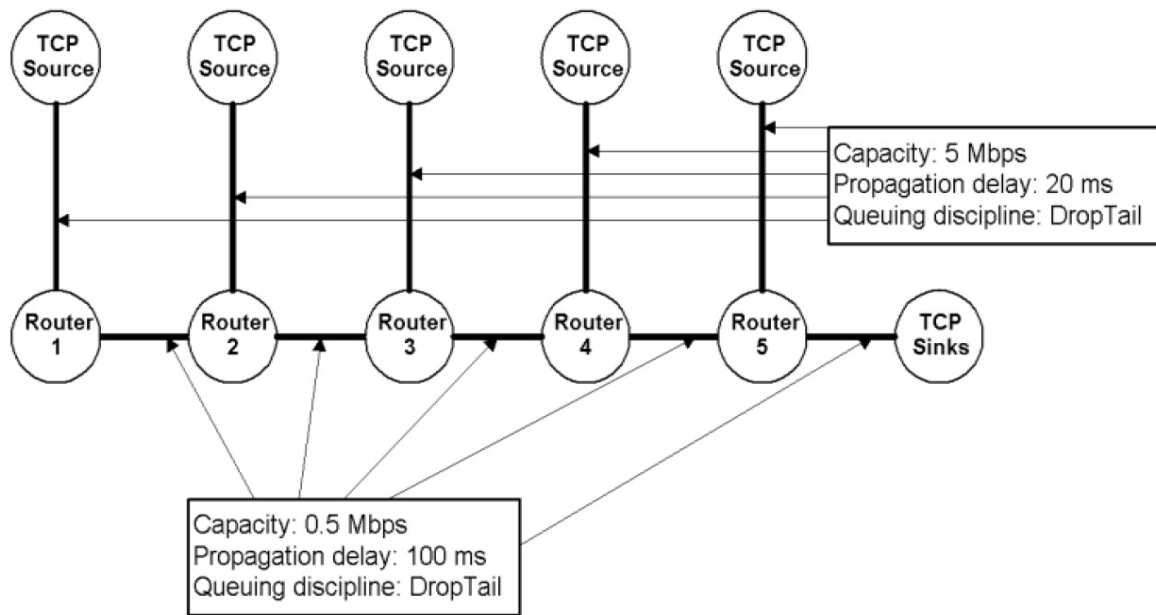 TCP
Source
TCP
Source
TCP
Source
TCP
Source
TCP
Source
Capacity: 5 Mbps
Propagation delay: 20 ms
Queuing discipline: DropTail
Router
1
Router
2
Router
3
Router
4
Router
5
TCP
Sinks
Capacity: 0.5 Mbps
Propagation delay: 100 ms
Queuing discipline: DropTail